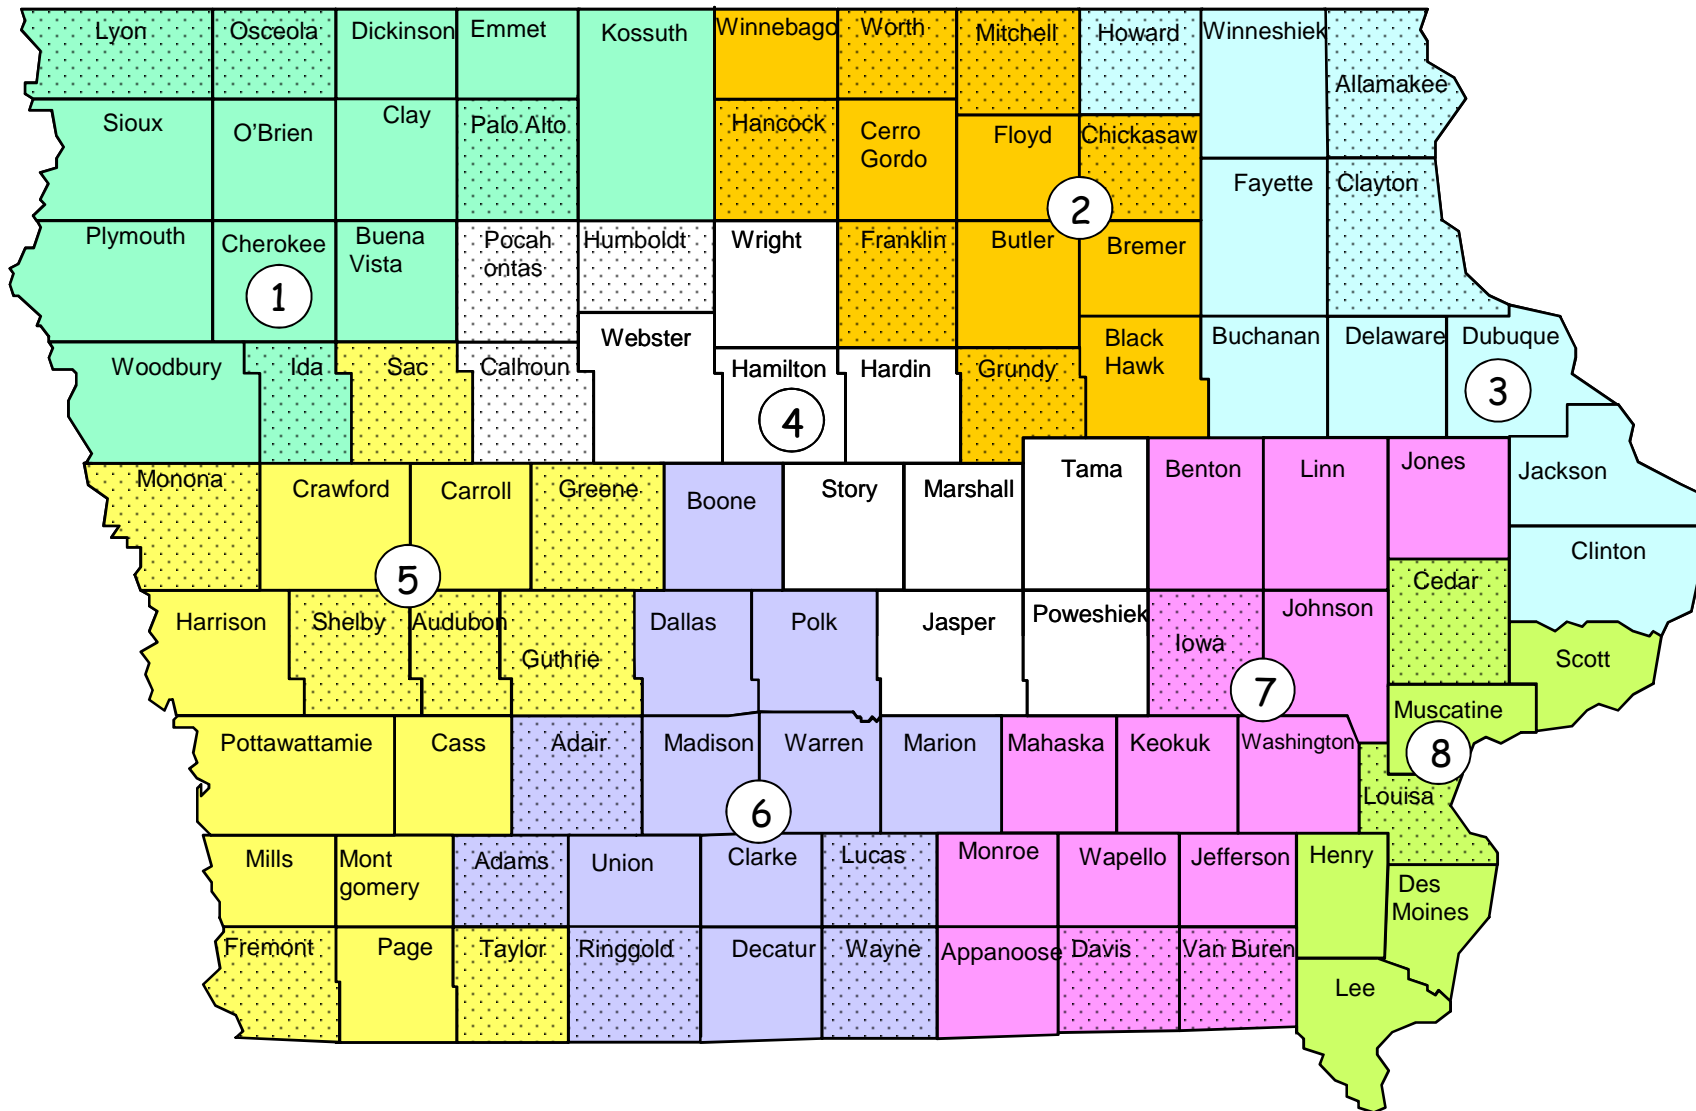 Lyon
Osceola
Dickinson
Emmet
Kossuth
Winnebago
Worth
Mitchell
Howard
Winneshiek
Allamakee
Sioux
O'Brien
Clay
Palo Alto
Hancock
Cerro
Gordo
Floyd
Chickasaw
Fayette
Clayton
2
Plymouth
Cherokee
Buena
Vista
Pocah
ontas
Humboldt
Wright
Franklin
Butler
Bremer
1
Webster
Black
Hawk
Buchanan
Delaware
Dubuque
Woodbury
Ida
Sac
Calhoun
Hamilton
Hardin
Grundy
3
4
Monona
Crawford
Carroll
Greene
Boone
Story
Marshall
Tama
Benton
Linn
Jones
Jackson
Clinton
5
Cedar
Harrison
Shelby
Audubon
Guthrie
Dallas
Polk
Jasper
Poweshiek
Iowa
Johnson
Scott
7
Pottawattamie
Cass
Adair
Madison
Warren
Marion
Mahaska
Keokuk
Washington
Muscatine
8
Louisa
6
Mills
Mont
gomery
Adams
Union
Clarke
Lucas
Monroe
Wapello
Jefferson
Henry
Des
Moines
Fremont
Page
Taylor
Ringgold
Decatur
Wayne
Appanoose
Davis
Van Buren
Lee